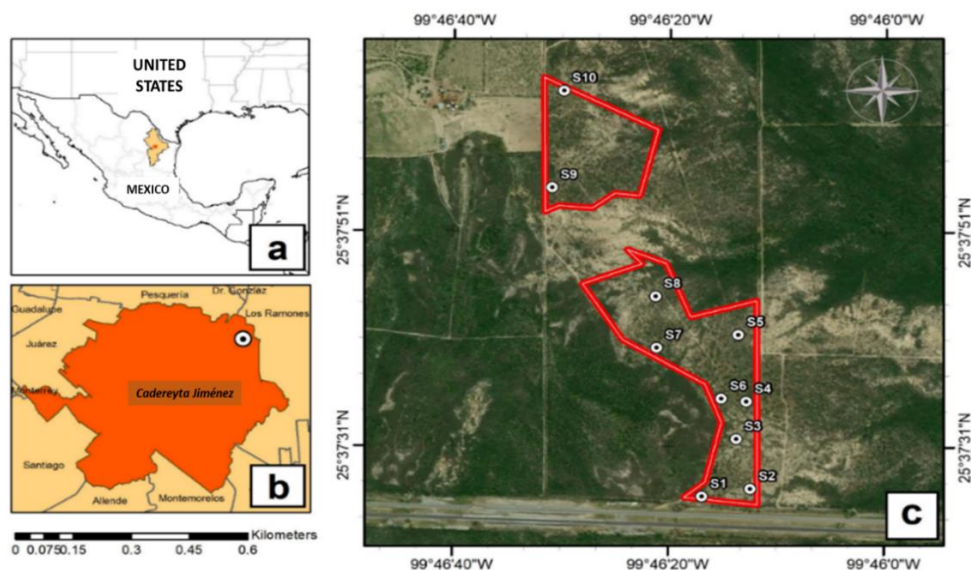 UNITED
STATES
MEXICO
a
Pesquería
Dr. Gonzlez
Guadalupe
Los Ramones
Juárez
Monterrey
Cadereyta Jiménez
Santiago
Allende
Montemorelos
b
Kilometers
0 0.0750.15 0.3 0.45 0.6
99°46'40"W 99°46'20"W 99°46'0"W
S10
S9
25°37'51"N 25°37'51"N
S8
S5
S7
S6 S4
S3
25°37'31"N 25°37'31"N
S1 S2
c
99°46'40"W 99°46'20"W 99°46'0"W